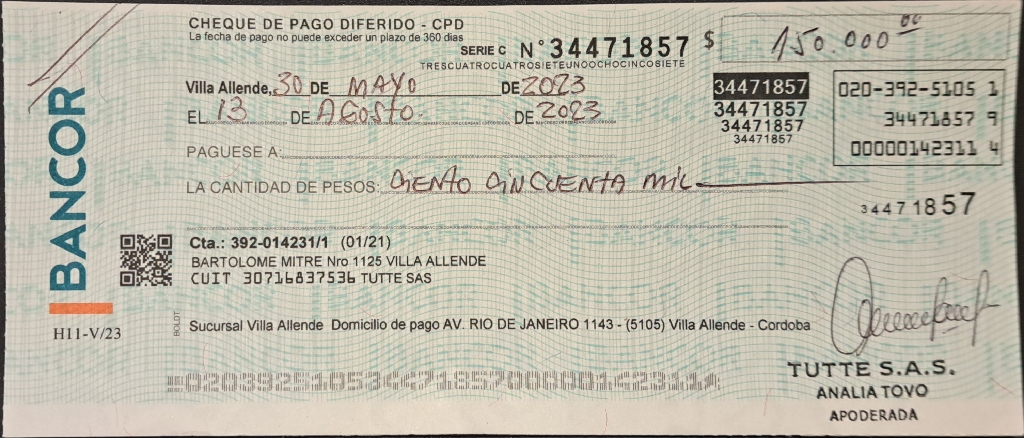 CHEQUE DE PAGO DIFERIDO - CPD
La fecha de pago no puede exceder un plazo de 360 dias
SERIE C N° 34471857 $ 150.000 00
TRESCUATROCUATROSIETEUNOOCHOCINCOSIETE
Villa Allende, 30 DE MAYO DE 2023
EL 13 DE AGOSTO. DE 2023
34471857
34471857
34471857
34471857
020-392-5105 1
34471857 9
00000142311 4
PAGUESE A:
LA CANTIDAD DE PESOS: CIENTO CINCUENTA MIL
34471857
BANCOR
H11-V/23
BOLDT
Cta.: 392-014231/1 (01/21)
BARTOLOME MITRE Nro 1125 VILLA ALLENDE
CUIT 30716837536 TUTTE SAS
Sucursal Villa Allende Domicilio de pago AV. RIO DE JANEIRO 1143 - (5105) Villa Allende - Cordoba
TUTTE S.A.S.
ANALIA TOVO
APODERADA